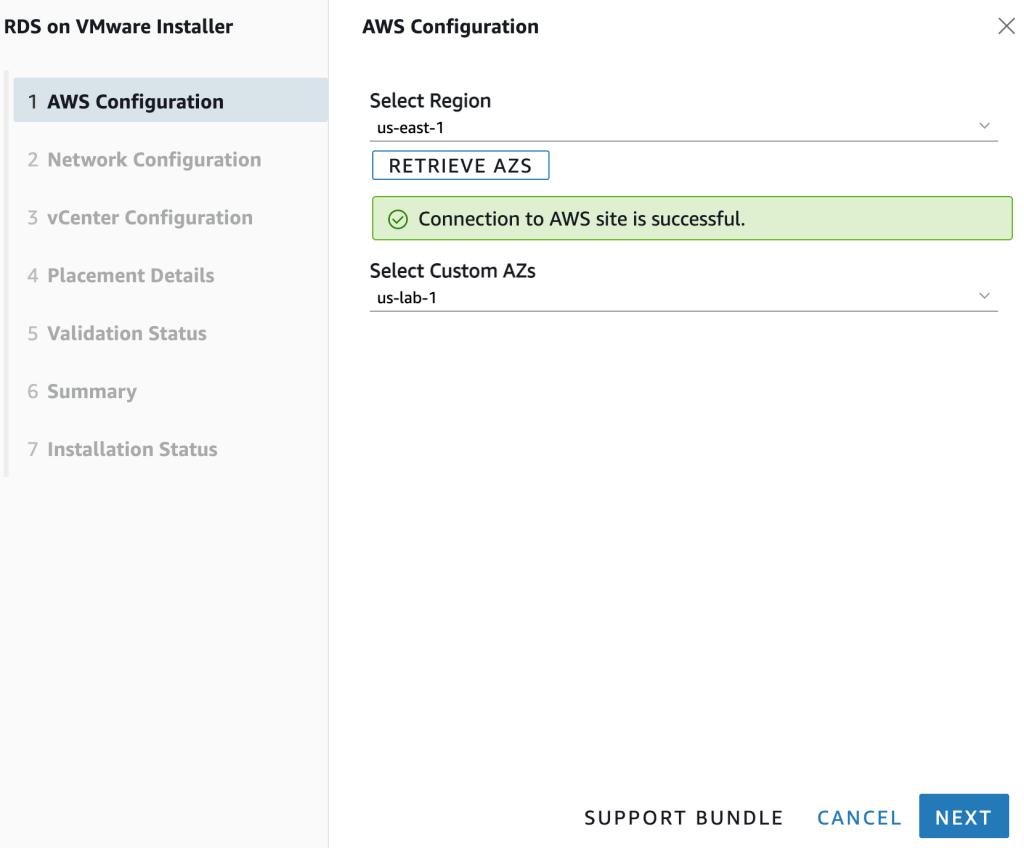 RDS on VMware Installer
1 AWS Configuration
2 Network Configuration
3 vCenter Configuration
4 Placement Details
5 Validation Status
6 Summary
7 Installation Status
AWS Configuration
Select Region
us-east-1
RETRIEVE AZS
Connection to AWS site is successful.
Select Custom AZs
us-lab-1
SUPPORT BUNDLE CANCEL NEXT